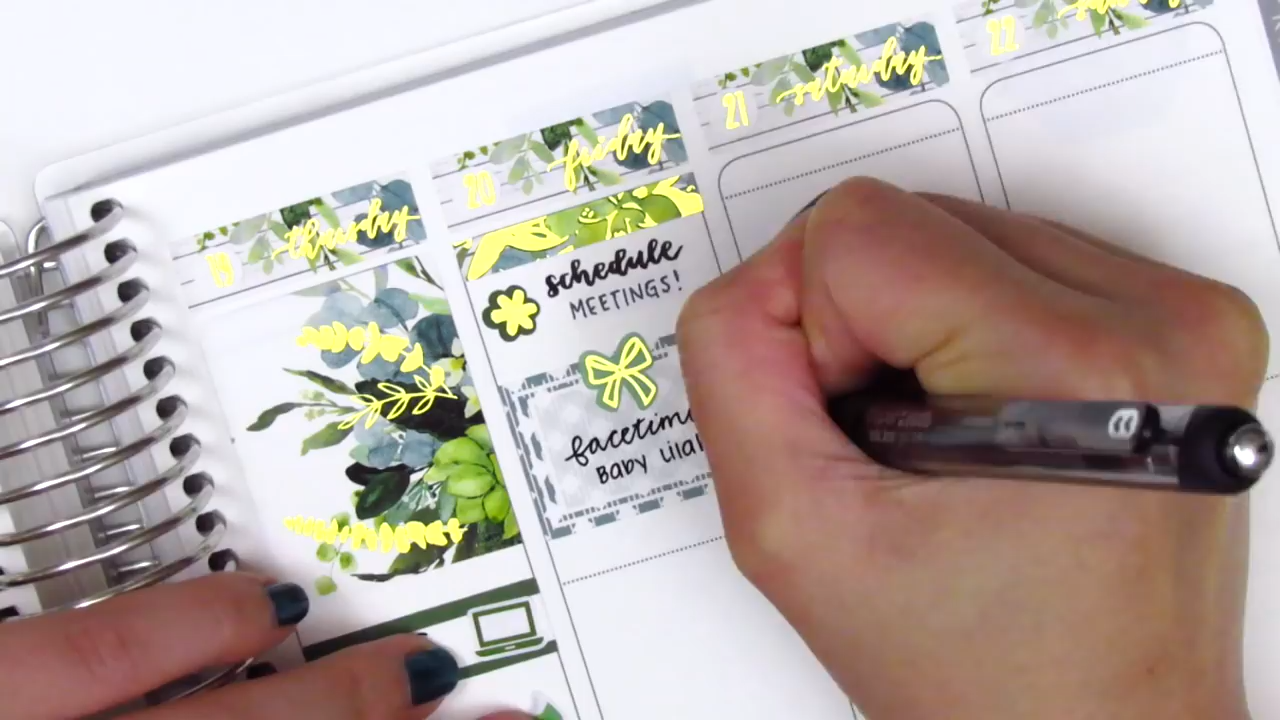 19 thursday
20 friday
21 saturday
22
schedule
MEETINGS!
facetime
BABY